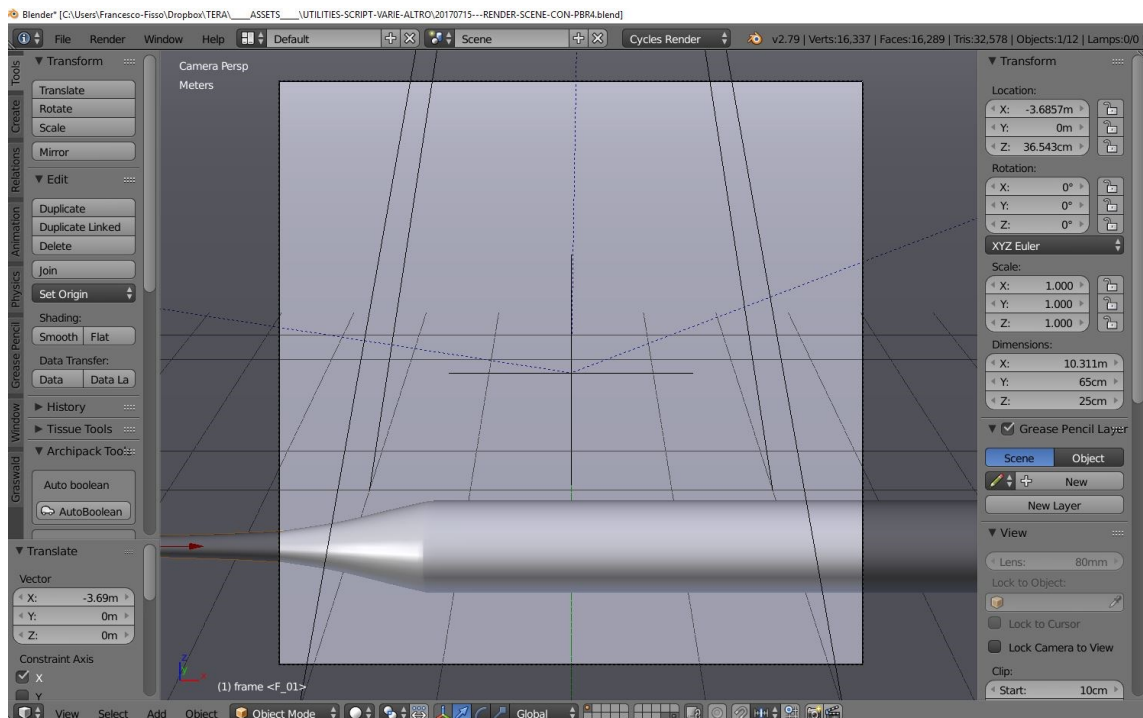 Blender* [C:\Users\Francesco-Fisso\Dropbox\TERA\____ASSETS____\UTILITIES-SCRIPT-VARIE-ALTRO\20170715---RENDER-SCENE-CON-PBR4.blend]
File Render Window Help Default Scene Cycles Render v2.79 | Verts:16,337 | Faces:16,289 | Tris:32,578 | Objects:1/12 | Lamps:0/0
Tools
Create
Relations
Animation
Physics
Grease Pencil
Window
Graswald
Transform
Translate
Rotate
Scale
Mirror
Edit
Duplicate
Duplicate Linked
Delete
Join
Set Origin
Shading:
Smooth Flat
Data Transfer:
Data Data La
History
Tissue Tools
Archipack Tools
Auto boolean
AutoBoolean
Translate
Vector
X: -3.69m
Y: 0m
Z: 0m
Constraint Axis
X
Y
Camera Persp
Meters
z
y
x
(1) frame <F_01>
Transform
Location:
X: -3.6857m
Y: 0m
Z: 36.543cm
Rotation:
X: 0°
Y: 0°
Z: 0°
XYZ Euler
Scale:
X: 1.000
Y: 1.000
Z: 1.000
Dimensions:
X: 10.311m
Y: 65cm
Z: 25cm
Grease Pencil Layer
Scene Object
New
New Layer
View
Lens: 80mm
Lock to Object:
Lock to Cursor
Lock Camera to View
Clip:
Start: 10cm
View Select Add Object Object Mode Global